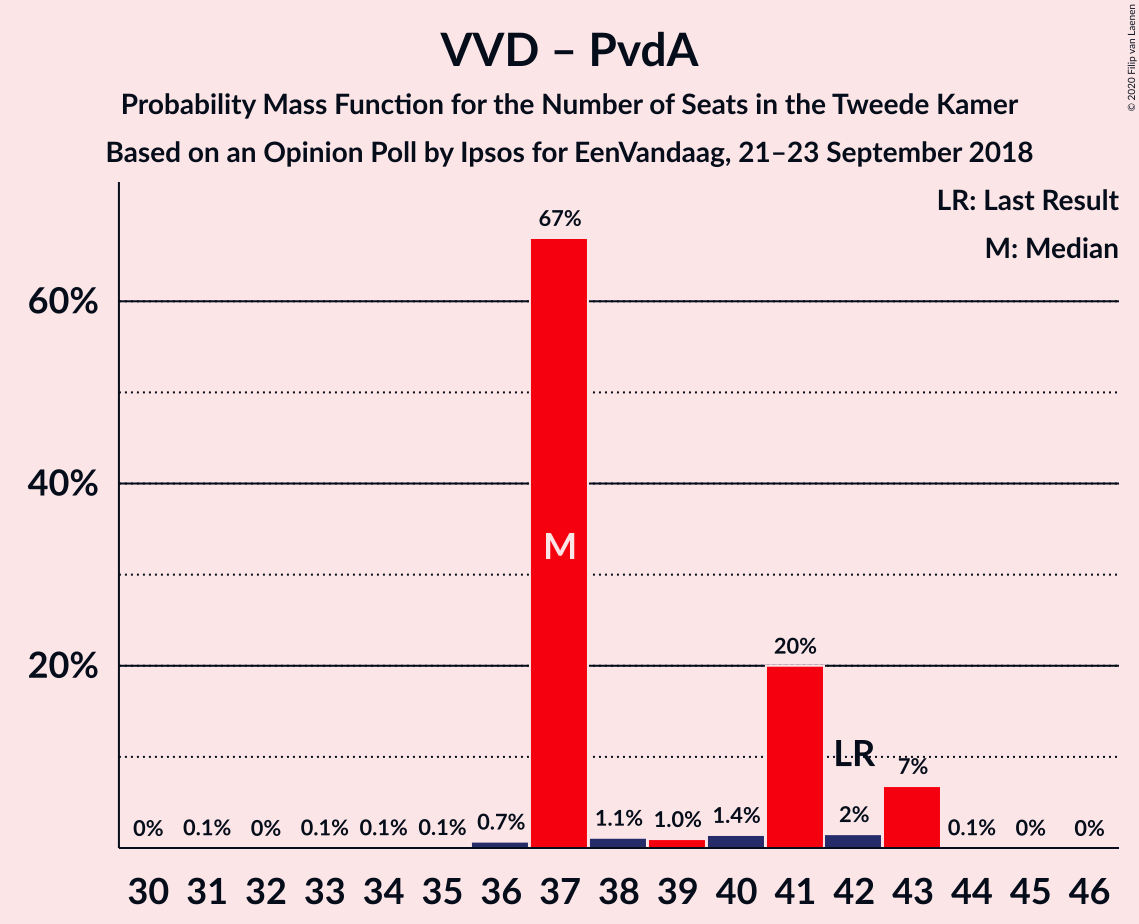 VVD – PvdA
Probability Mass Function for the Number of Seats in the Tweede Kamer
Based on an Opinion Poll by Ipsos for EenVandaag, 21–23 September 2018
© 2020 Filip van Laenen
LR: Last Result
M: Median
67%
60%
40%
M
20%
20%
LR
7%
0% 0.1% 0% 0.1% 0.1% 0.1% 0.7% 1.1% 1.0% 1.4% 2% 0.1% 0% 0%
30 31 32 33 34 35 36 37 38 39 40 41 42 43 44 45 46